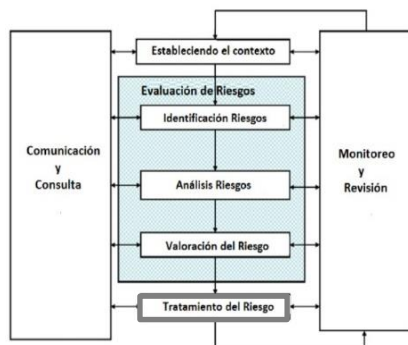 Estableciendo el contexto
Evaluación de Riesgos
Identificación Riesgos
Comunicación
y
Consulta
Análisis Riesgos
Monitoreo
y
Revisión
Valoración del Riesgo
Tratamiento del Riesgo